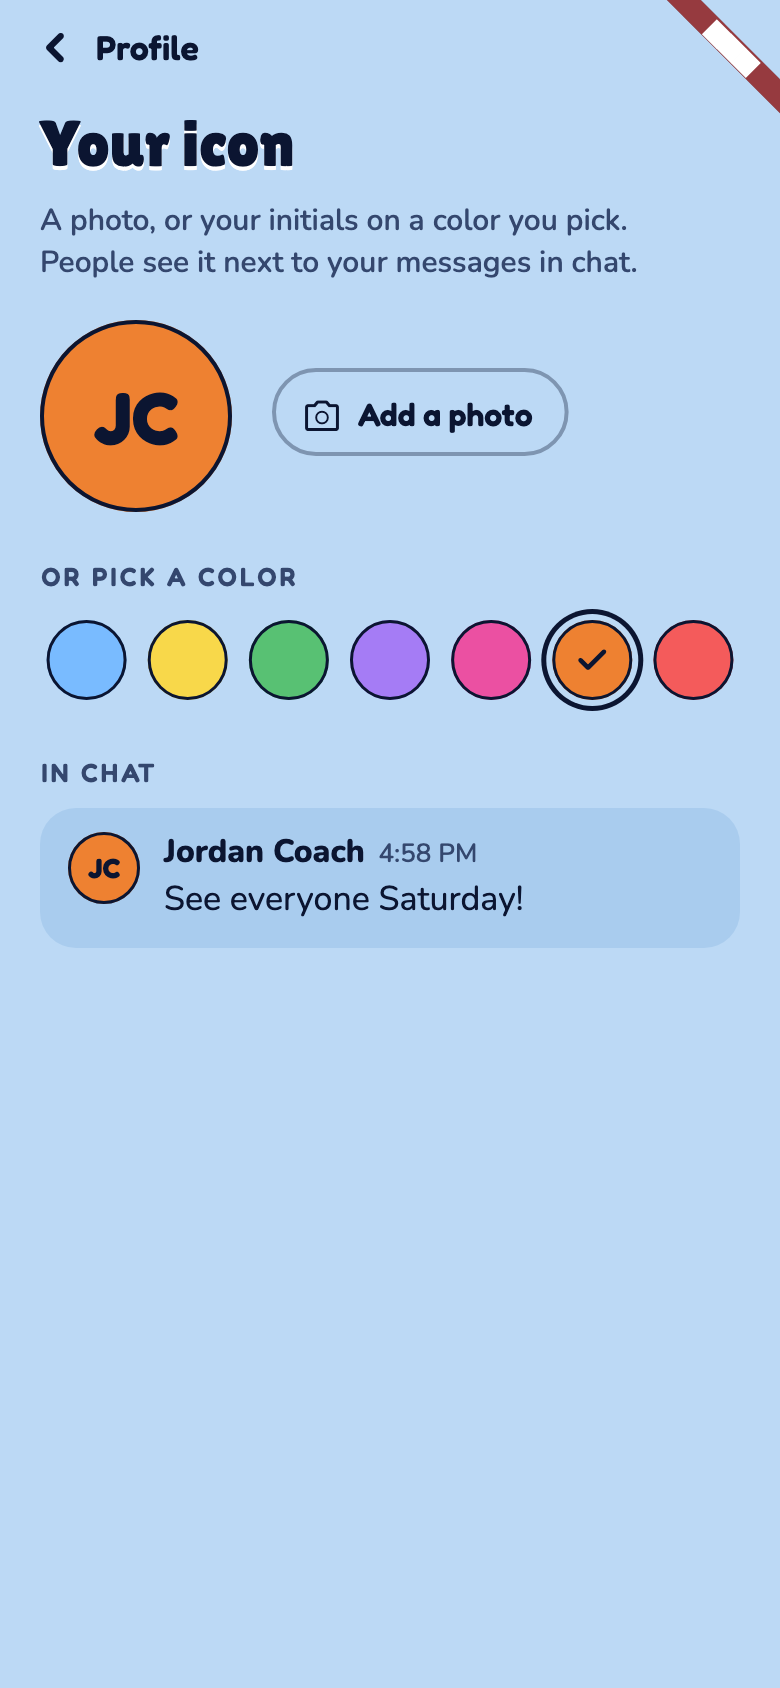 Profile
Your icon
A photo, or your initials on a color you pick.
People see it next to your messages in chat.
JC
Add a photo
OR PICK A COLOR
IN CHAT
JC
Jordan Coach 4:58 PM
See everyone Saturday!